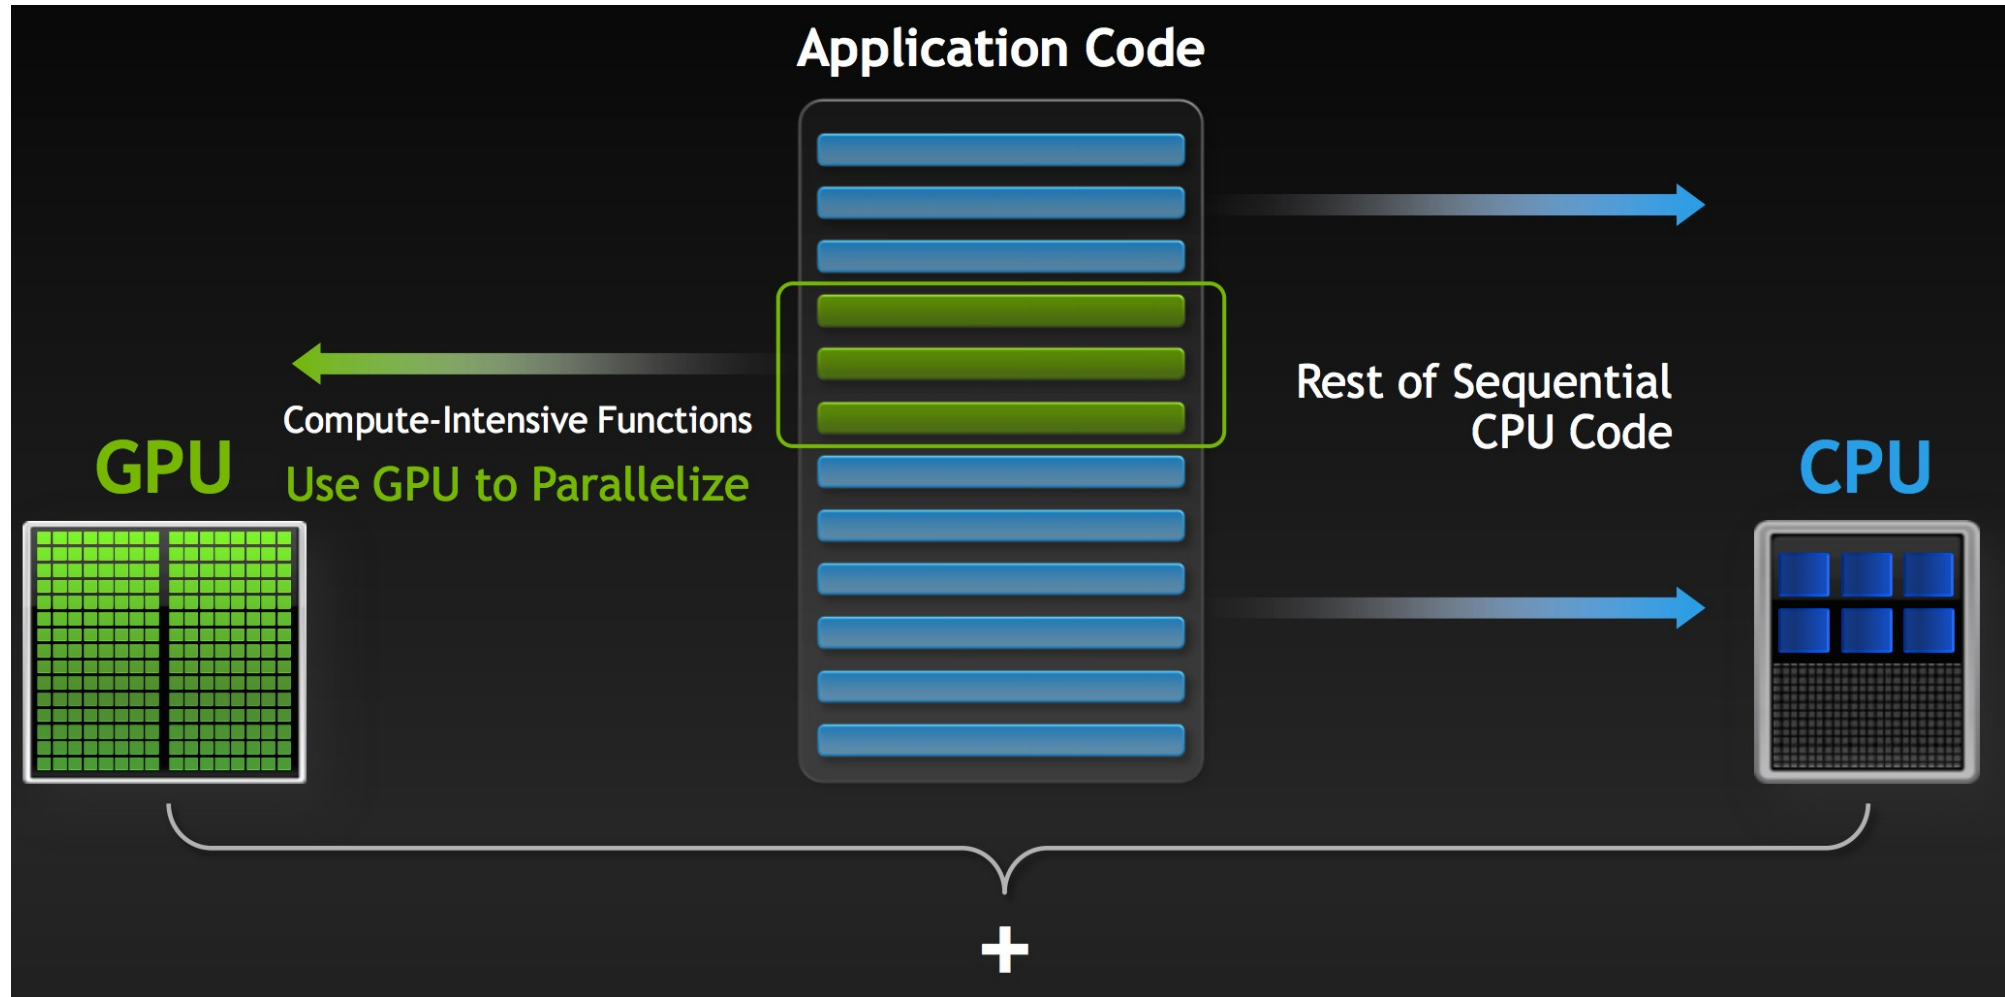 Application Code
Compute-Intensive Functions
Use GPU to Parallelize
GPU
Rest of Sequential
CPU Code
CPU
+